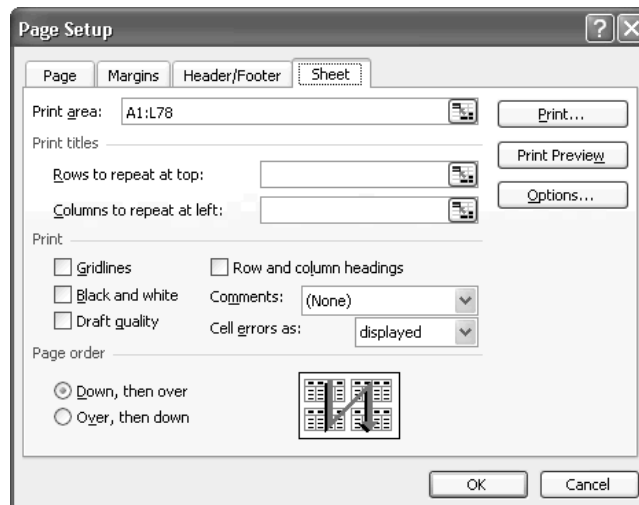 Page Setup
Page Margins Header/Footer Sheet
Print area: A1:L78 Print...
Print titles Print Preview
Rows to repeat at top: Options...
Columns to repeat at left:
Print
Gridlines Row and column headings
Black and white Comments: (None)
Draft quality Cell errors as: displayed
Page order
Down, then over
Over, then down
OK Cancel